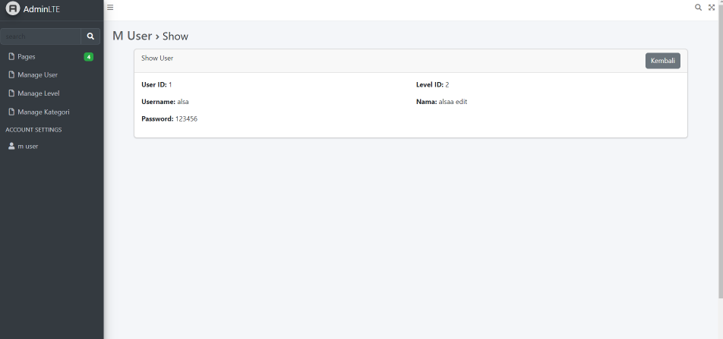 AdminLTE
Search
Pages 4
Manage User
Manage Level
Manage Kategori
ACCOUNT SETTINGS
m user
M User › Show
Show User
Kembali
User ID: 1
Level ID: 2
Username: alsa
Nama: alsaa edit
Password: 123456